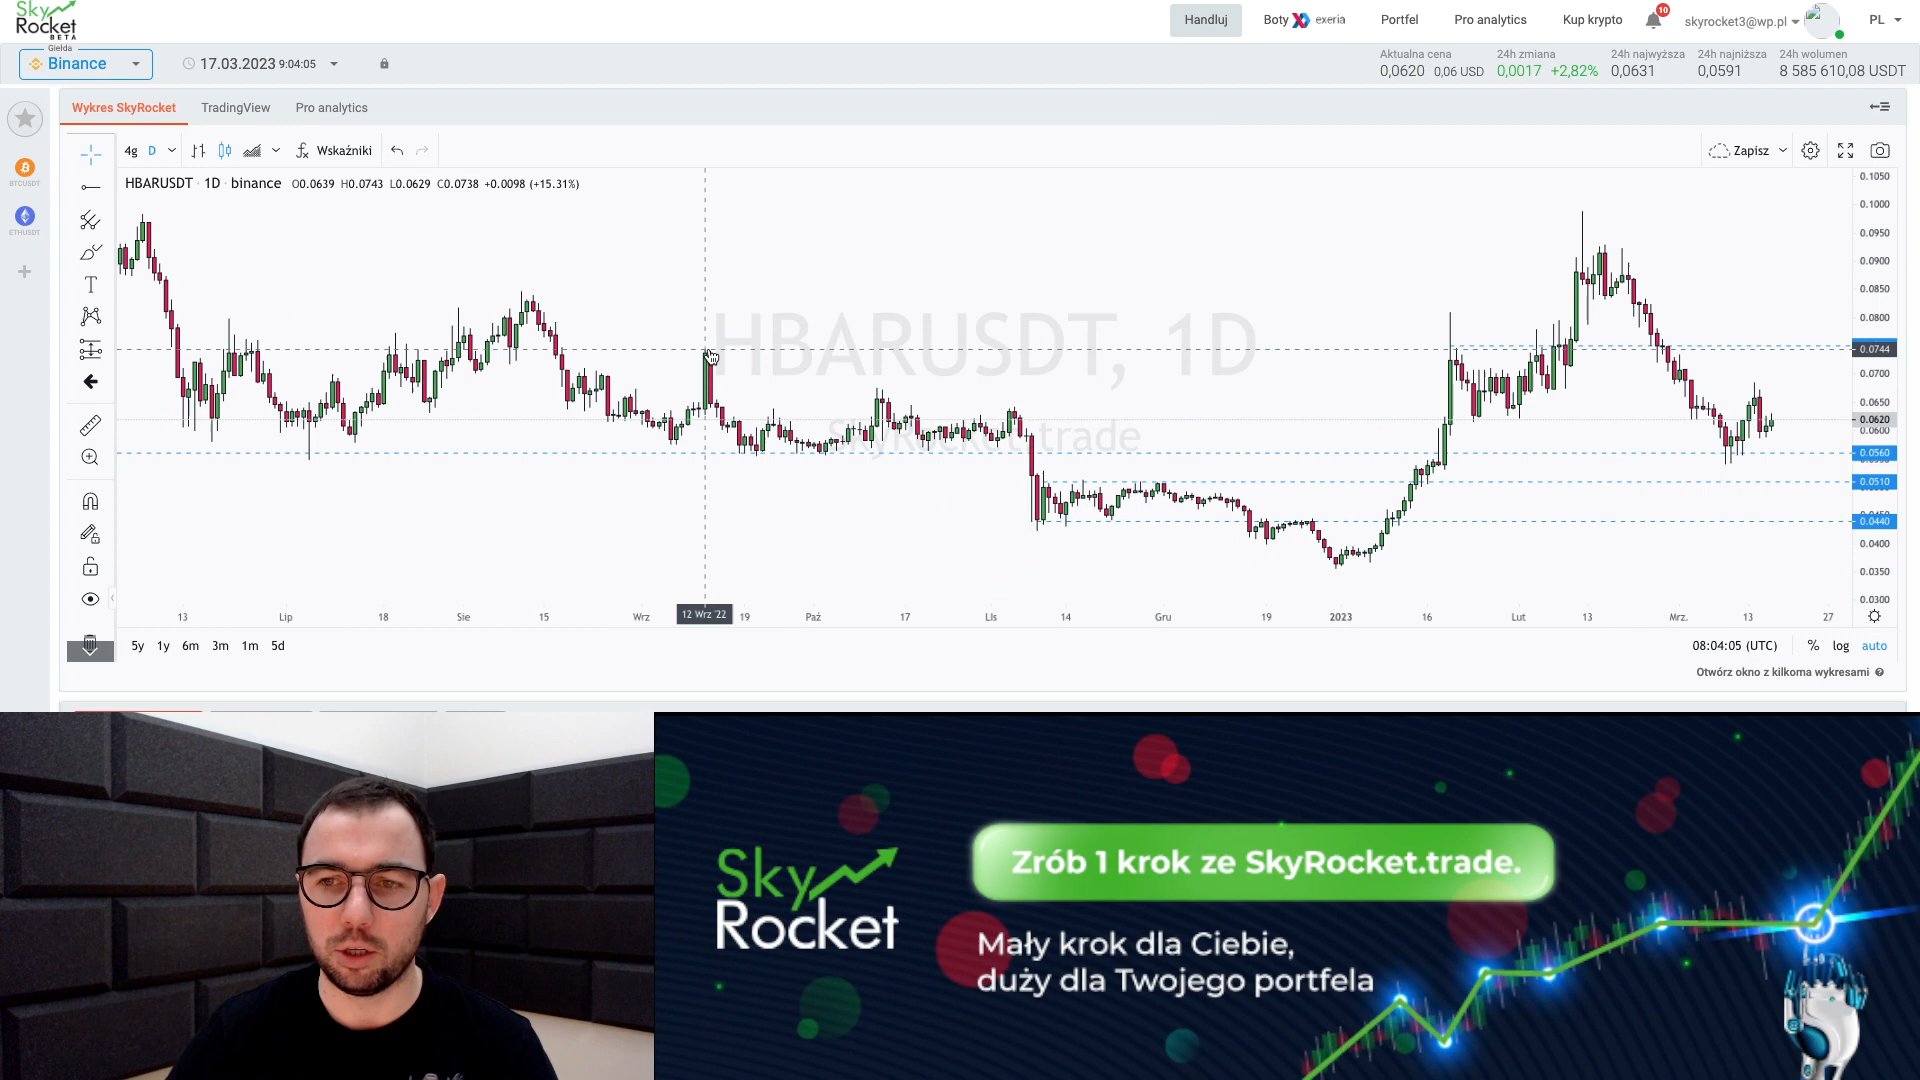 Sky
Rocket
BETA
Handluj
Boty exeria
Portfel
Pro analytics
Kup krypto
10
skyrocket3@wp.pl
PL
Giełda
Binance
17.03.2023 9:04:05
Aktualna cena
0,0620 0,06 USD
24h zmiana
0,0017 +2,82%
24h najwyższa
0,0631
24h najniższa
0,0591
24h wolumen
8 585 610,08 USDT
BTCUSDT
ETHUSDT
Wykres SkyRocket
TradingView
Pro analytics
4g D
Wskaźniki
Zapisz
HBARUSDT · 1D · binance O0.0639 H0.0743 L0.0629 C0.0738 +0.0098 (+15.31%)
HBARUSDT, 1D
SkyRocket.trade
0.1050
0.1000
0.0950
0.0900
0.0850
0.0800
0.0744
0.0700
0.0650
0.0620
0.0600
0.0560
0.0510
0.0440
0.0400
0.0350
0.0300
13 Lip 18 Sie 15 Wrz 12 Wrz '22 19 Paź 17 Lis 14 Gru 19 2023 16 Lut 13 Mrz. 13 27
5y 1y 6m 3m 1m 5d
08:04:05 (UTC) % log auto
Otwórz okno z kilkoma wykresami
Sky
Rocket
Zrób 1 krok ze SkyRocket.trade.
Mały krok dla Ciebie,
duży dla Twojego portfela